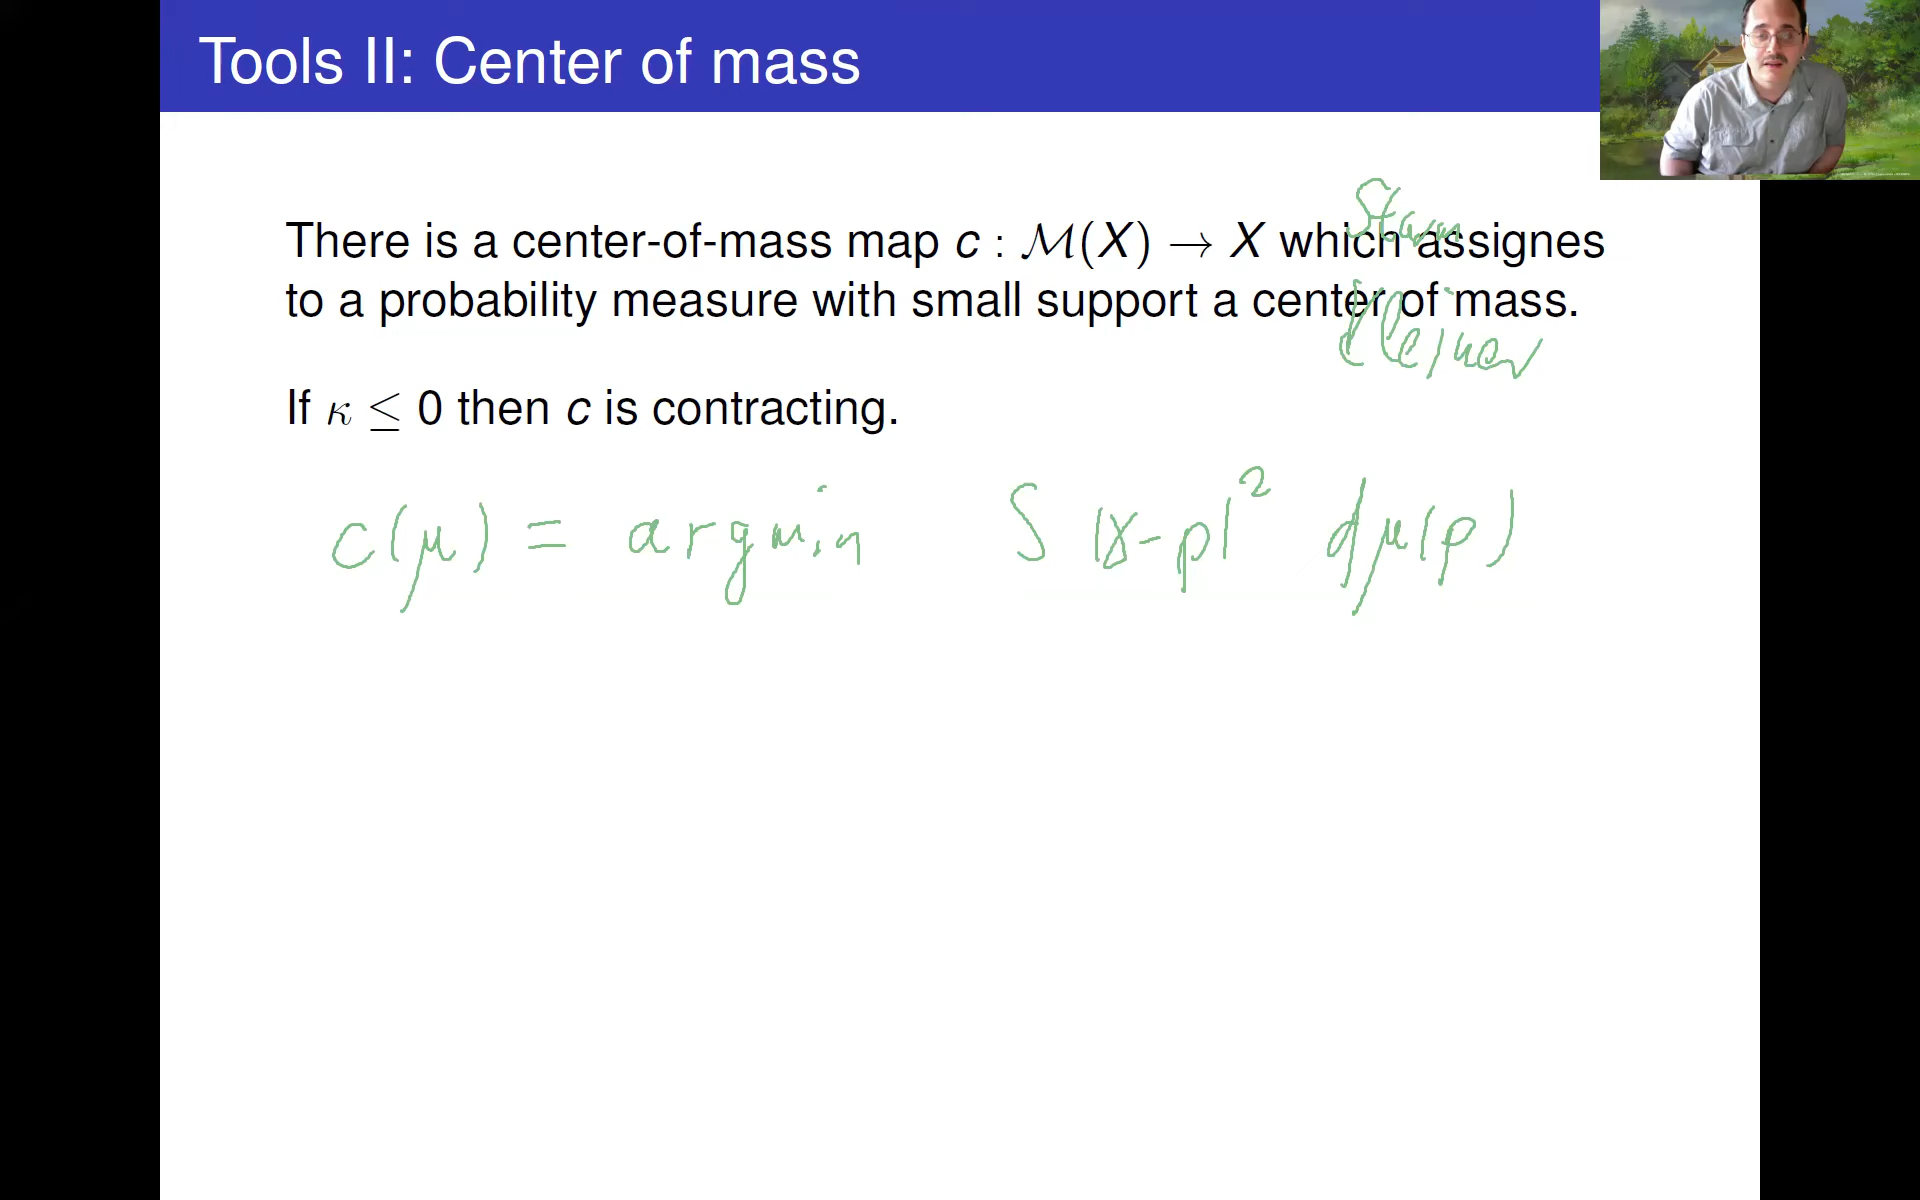 Tools II: Center of mass
Sturm
There is a center-of-mass map c : ℳ(X) → X which assignes
to a probability measure with small support a center of mass.
Kleiner
If κ ≤ 0 then c is contracting.
c(μ) = argmin ∫ |x-p|² dμ(p)